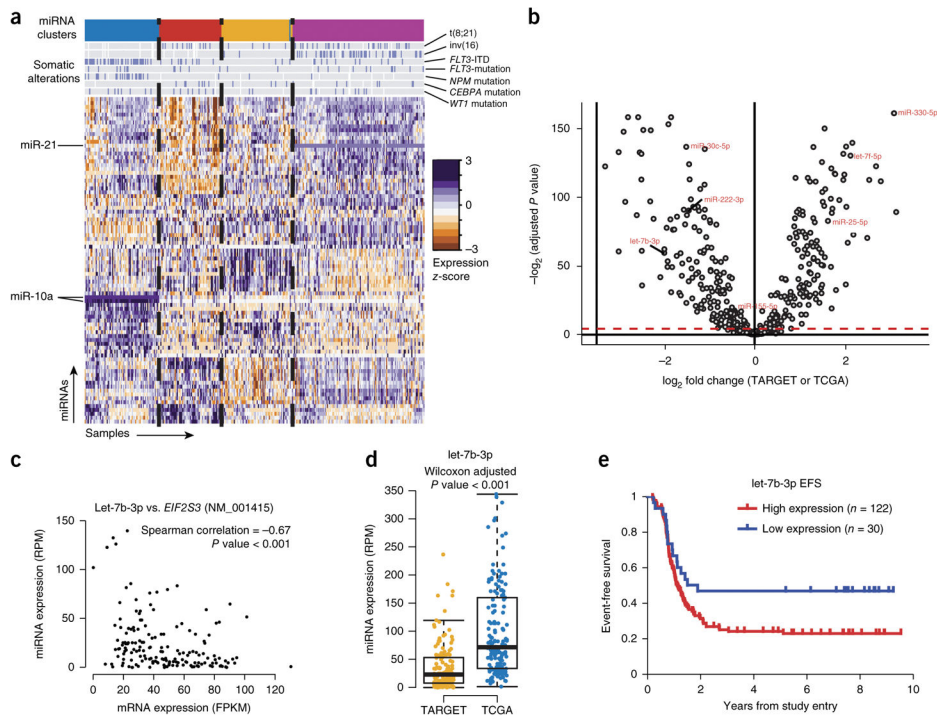 a
miRNA
clusters
t(8;21)
inv(16)
Somatic
alterations
FLT3-ITD
FLT3-mutation
NPM mutation
CEBPA mutation
WT1 mutation
miR-21
3
0
−3
Expression
z-score
miR-10a
miRNAs
Samples
b
150
100
50
0
−log2 (adjusted P value)
miR-330-5p
miR-30c-5p
let-7f-5p
miR-222-3p
miR-25-5p
let-7b-3p
miR-155-5p
−2
0
2
log2 fold change (TARGET or TCGA)
c
Let-7b-3p vs. EIF2S3 (NM_001415)
Spearman correlation = −0.67
P value < 0.001
150
100
50
0
miRNA expression (RPM)
0 20 40 60 80 100 120
mRNA expression (FPKM)
d
let-7b-3p
Wilcoxon adjusted
P value < 0.001
350
300
250
200
150
100
50
0
miRNA expression (RPM)
TARGET
TCGA
e
let-7b-3p EFS
High expression (n = 122)
Low expression (n = 30)
1
0.8
0.6
0.4
0.2
Event-free survival
0 2 4 6 8 10
Years from study entry